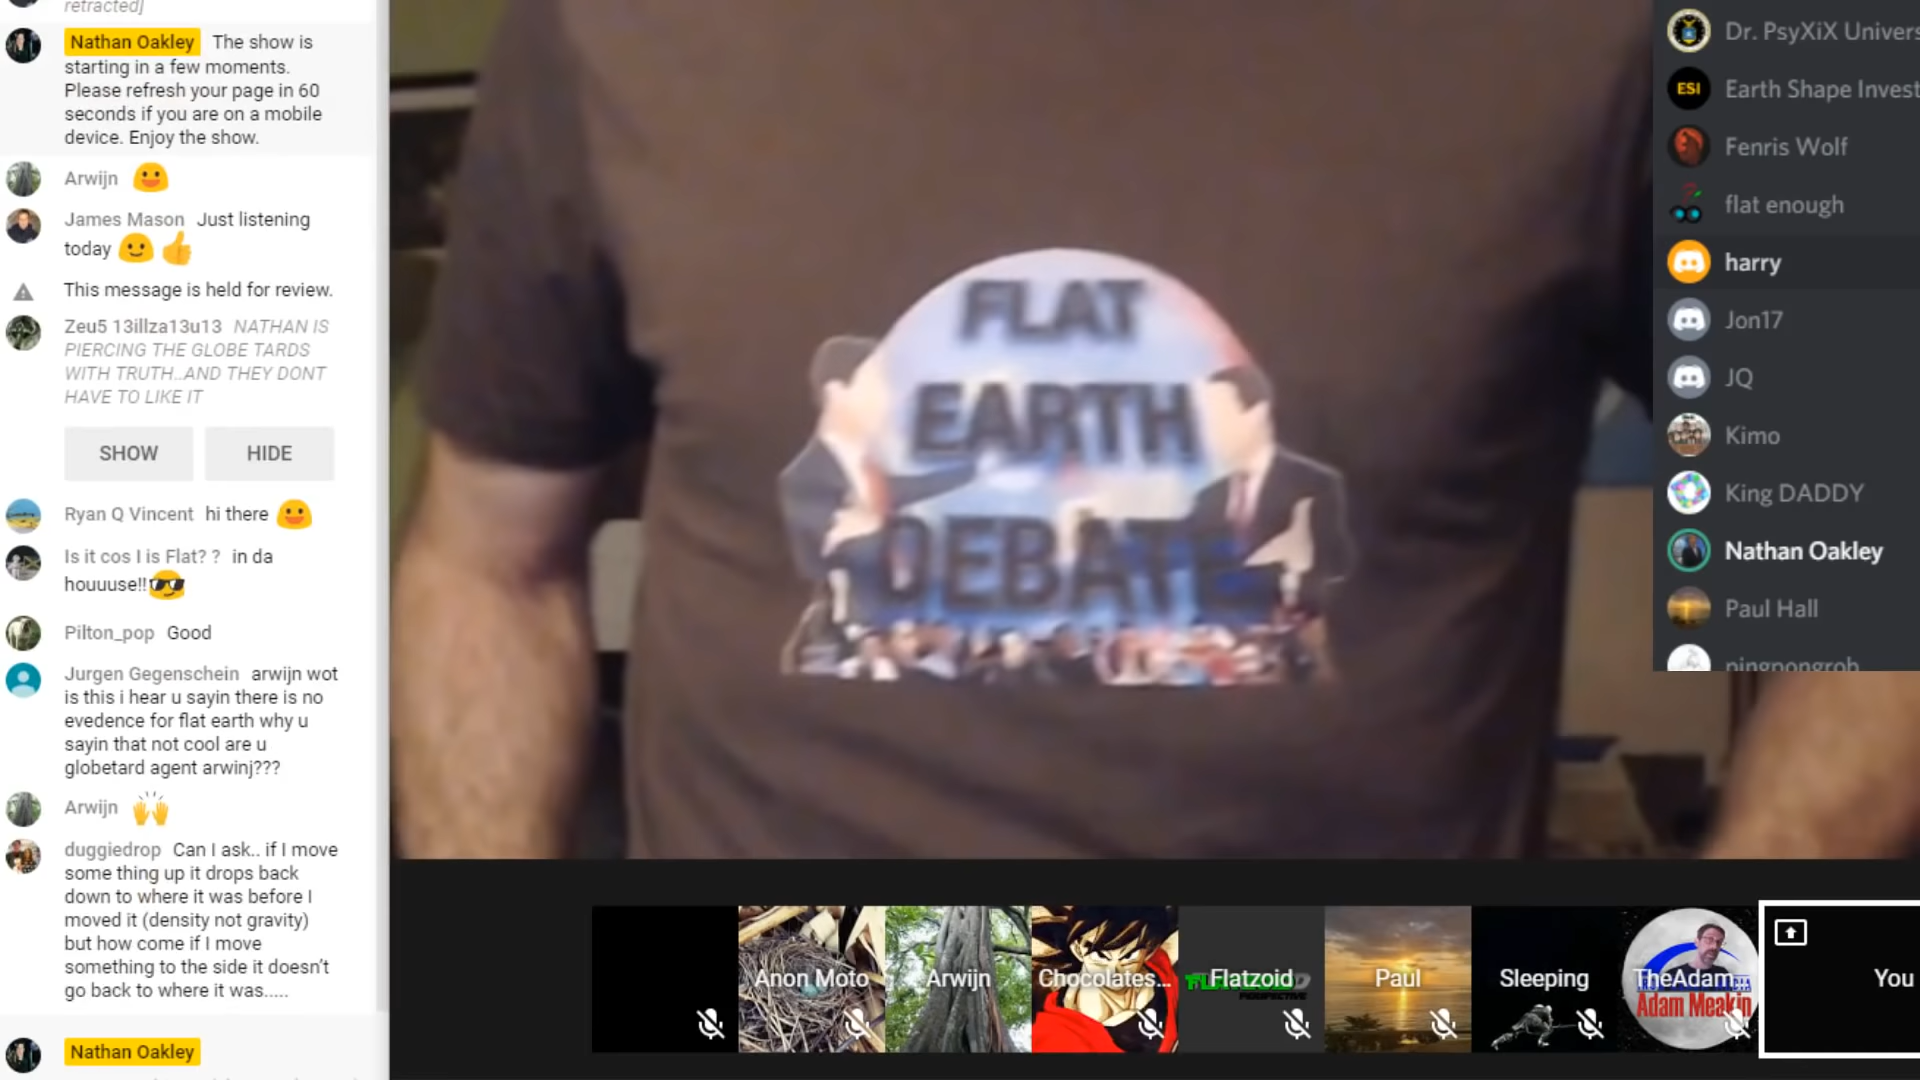 retracted]
Nathan Oakley The show is
starting in a few moments.
Please refresh your page in 60
seconds if you are on a mobile
device. Enjoy the show.
Arwijn
James Mason Just listening
today
This message is held for review.
Zeu5 13illza13u13 NATHAN IS
PIERCING THE GLOBE TARDS
WITH TRUTH..AND THEY DONT
HAVE TO LIKE IT
SHOW HIDE
Ryan Q Vincent hi there
Is it cos I is Flat? ? in da
houuuse!!
Pilton_pop Good
Jurgen Gegenschein arwijn wot
is this i hear u sayin there is no
evedence for flat earth why u
sayin that not cool are u
globetard agent arwinj???
Arwijn
duggiedrop Can I ask.. if I move
some thing up it drops back
down to where it was before I
moved it (density not gravity)
but how come if I move
something to the side it doesn't
go back to where it was.....
Nathan Oakley
FLAT
EARTH
DEBATE
Dr. PsyXiX Univers
ESI
Earth Shape Invest
Fenris Wolf
flat enough
harry
Jon17
JQ
Kimo
King DADDY
Nathan Oakley
Paul Hall
pingpongrob
Anon Moto
Arwijn
Chocolates...
Flatzoid
PERSPECTIVE
Paul
Sleeping
TheAdam...
Adam Meakin
You